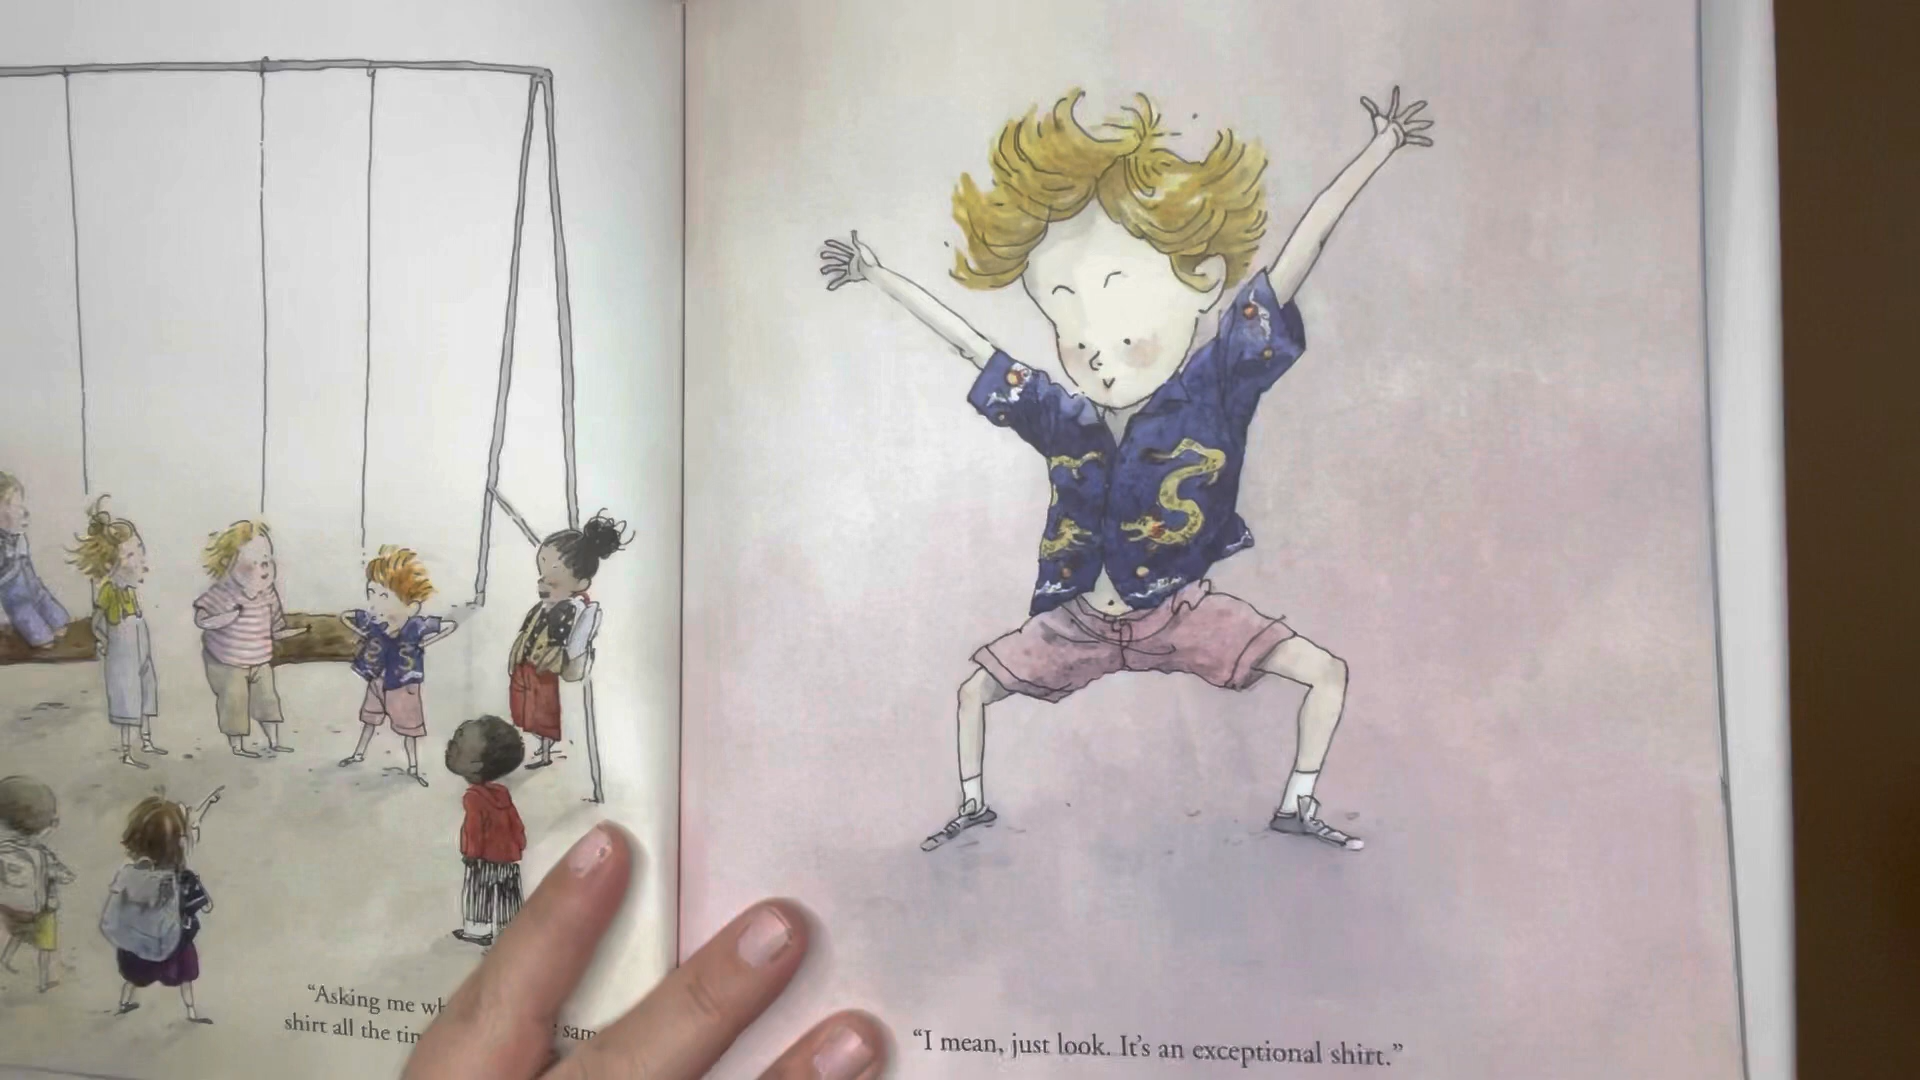 “Asking me wh
shirt all the tim sam
“I mean, just look. It’s an exceptional shirt.”